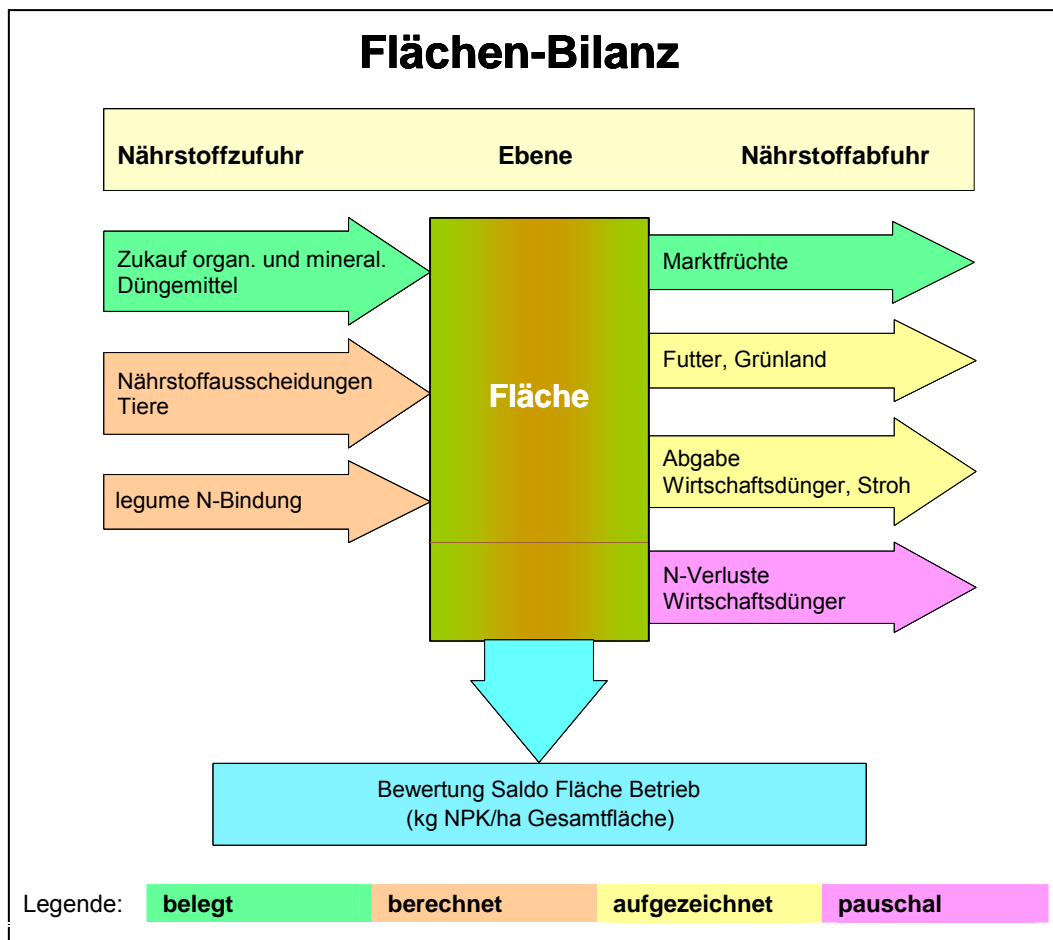 Flächen-Bilanz
Nährstoffzufuhr Ebene Nährstoffabfuhr
Zukauf organ. und mineral.
Düngemittel
Nährstoffausscheidungen
Tiere
legume N-Bindung
Fläche
Marktfrüchte
Futter, Grünland
Abgabe
Wirtschaftsdünger, Stroh
N-Verluste
Wirtschaftsdünger
Bewertung Saldo Fläche Betrieb
(kg NPK/ha Gesamtfläche)
Legende: belegt berechnet aufgezeichnet pauschal